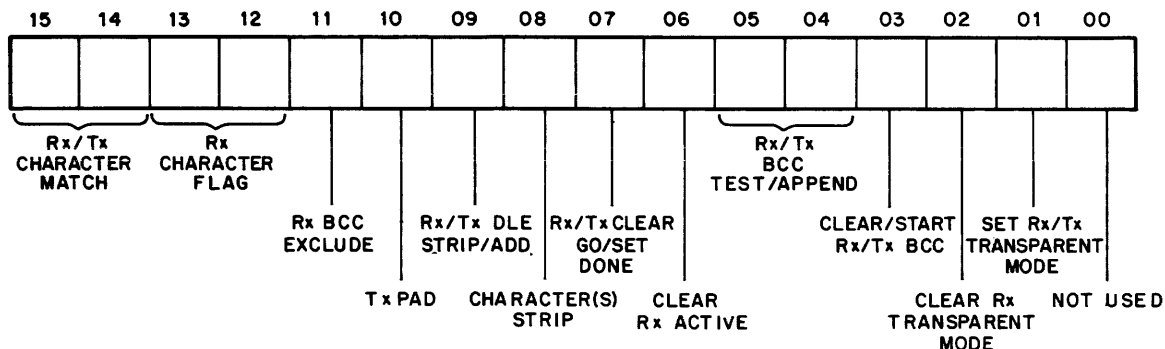 15 14 13 12 11 10 09 08 07 06 05 04 03 02 01 00
Rx/Tx
CHARACTER
MATCH
Rx
CHARACTER
FLAG
Rx/Tx
BCC
TEST/APPEND
Rx BCC
EXCLUDE
Rx/Tx DLE
STRIP/ADD
Rx/Tx CLEAR
GO/SET
DONE
CLEAR/START
Rx/Tx BCC
SET Rx/Tx
TRANSPARENT
MODE
Tx PAD
CHARACTER(S)
STRIP
CLEAR
Rx ACTIVE
CLEAR Rx
TRANSPARENT
MODE
NOT USED